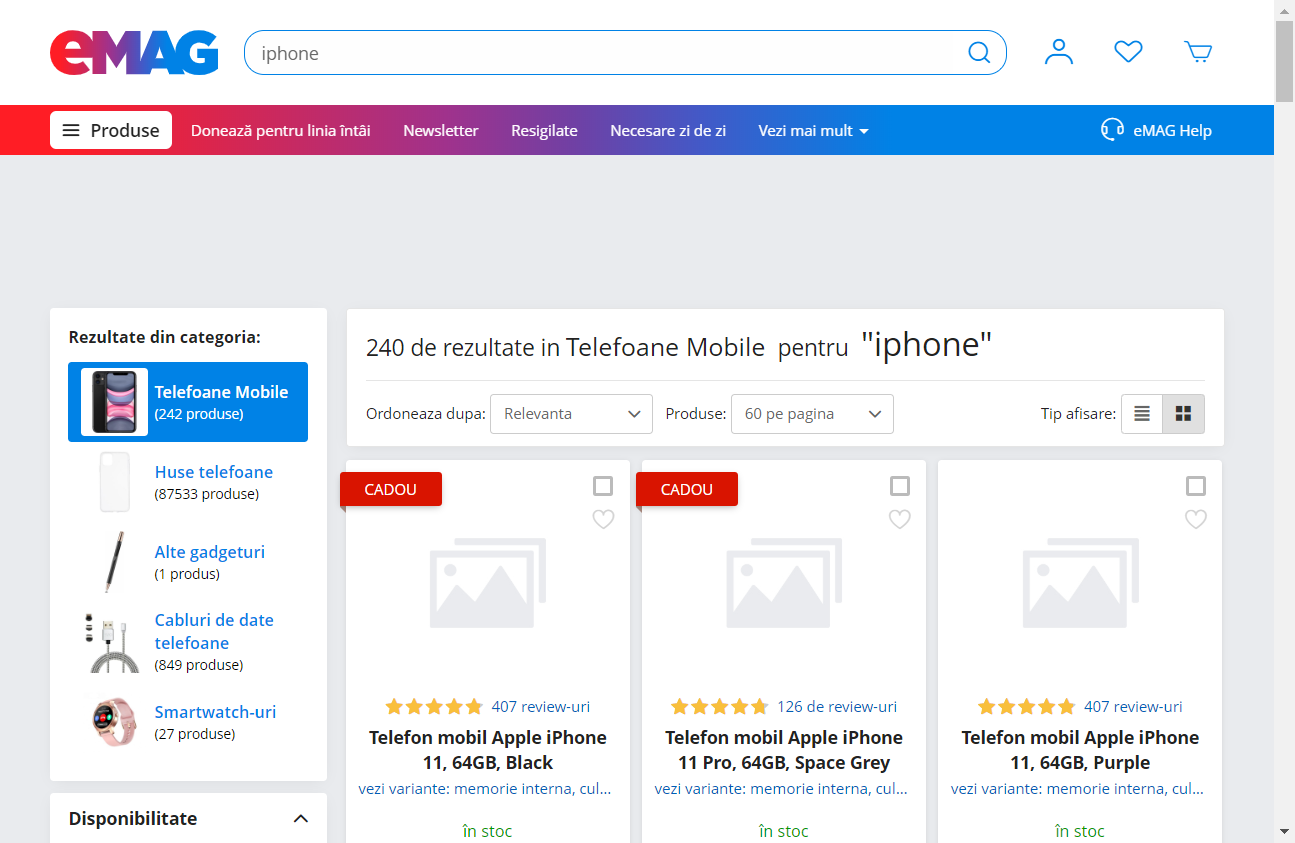 eMAG
iphone
Produse
Donează pentru linia întâi
Newsletter
Resigilate
Necesare zi de zi
Vezi mai mult
eMAG Help
Rezultate din categoria:
Telefoane Mobile
(242 produse)
Huse telefoane
(87533 produse)
Alte gadgeturi
(1 produs)
Cabluri de date
telefoane
(849 produse)
Smartwatch-uri
(27 produse)
Disponibilitate
240 de rezultate in Telefoane Mobile pentru "iphone"
Ordoneaza dupa: Relevanta
Produse: 60 pe pagina
Tip afisare:
CADOU
407 review-uri
Telefon mobil Apple iPhone
11, 64GB, Black
vezi variante: memorie interna, cul...
în stoc
CADOU
126 de review-uri
Telefon mobil Apple iPhone
11 Pro, 64GB, Space Grey
vezi variante: memorie interna, cul...
în stoc
407 review-uri
Telefon mobil Apple iPhone
11, 64GB, Purple
vezi variante: memorie interna, cul...
în stoc